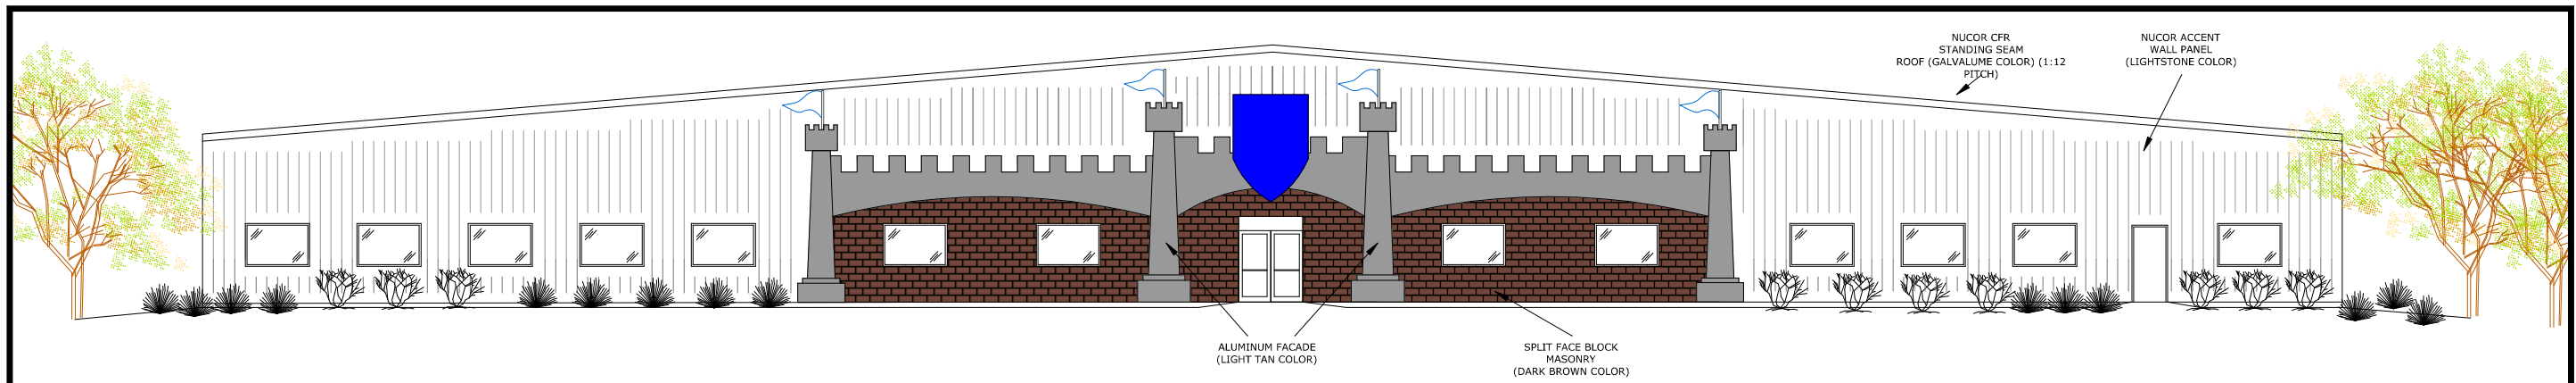 NUCOR CFR
STANDING SEAM
ROOF (GALVALUME COLOR) (1:12
PITCH)
NUCOR ACCENT
WALL PANEL
(LIGHTSTONE COLOR)
ALUMINUM FACADE
(LIGHT TAN COLOR)
SPLIT FACE BLOCK
MASONRY
(DARK BROWN COLOR)